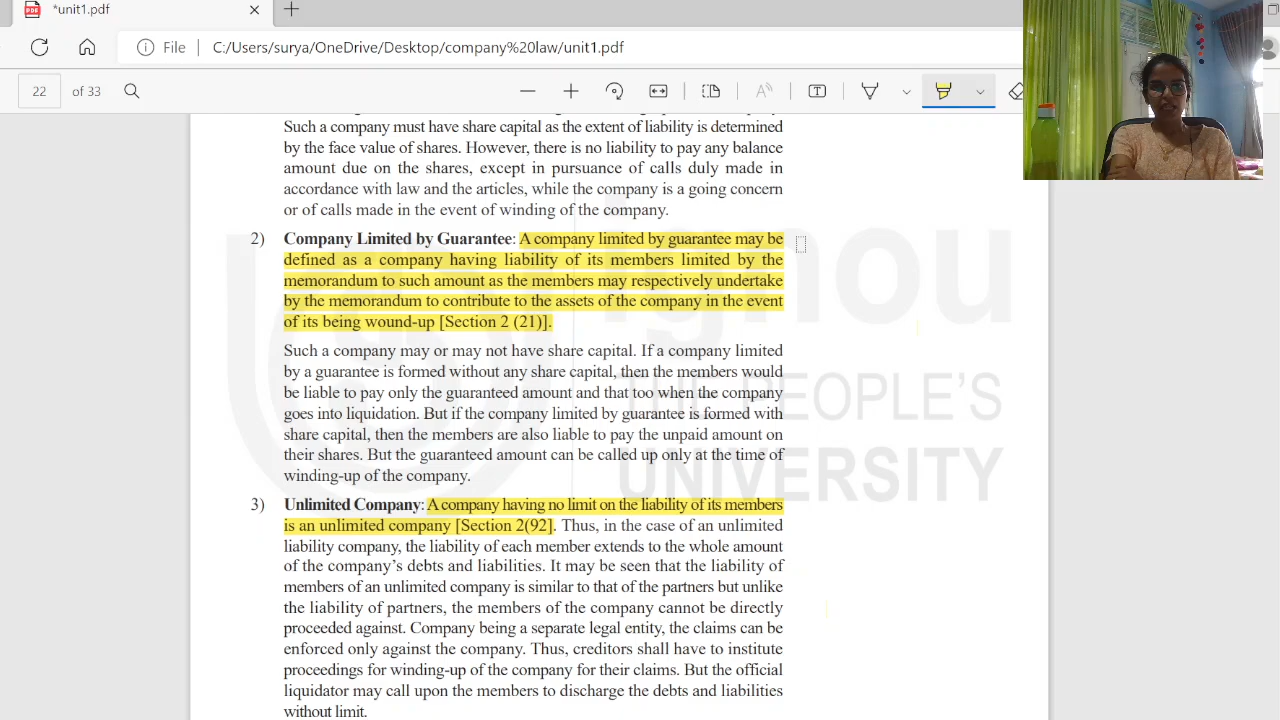 *unit1.pdf
File
C:/Users/surya/OneDrive/Desktop/company%20law/unit1.pdf
22 of 33
Such a company must have share capital as the extent of liability is determined
by the face value of shares. However, there is no liability to pay any balance
amount due on the shares, except in pursuance of calls duly made in
accordance with law and the articles, while the company is a going concern
or of calls made in the event of winding of the company.
2) Company Limited by Guarantee: A company limited by guarantee may be
defined as a company having liability of its members limited by the
memorandum to such amount as the members may respectively undertake
by the memorandum to contribute to the assets of the company in the event
of its being wound-up [Section 2 (21)].
Such a company may or may not have share capital. If a company limited
by a guarantee is formed without any share capital, then the members would
be liable to pay only the guaranteed amount and that too when the company
goes into liquidation. But if the company limited by guarantee is formed with
share capital, then the members are also liable to pay the unpaid amount on
their shares. But the guaranteed amount can be called up only at the time of
winding-up of the company.
3) Unlimited Company: A company having no limit on the liability of its members
is an unlimited company [Section 2(92]. Thus, in the case of an unlimited
liability company, the liability of each member extends to the whole amount
of the company's debts and liabilities. It may be seen that the liability of
members of an unlimited company is similar to that of the partners but unlike
the liability of partners, the members of the company cannot be directly
proceeded against. Company being a separate legal entity, the claims can be
enforced only against the company. Thus, creditors shall have to institute
proceedings for winding-up of the company for their claims. But the official
liquidator may call upon the members to discharge the debts and liabilities
without limit.
ignou
THE PEOPLE'S
UNIVERSITY